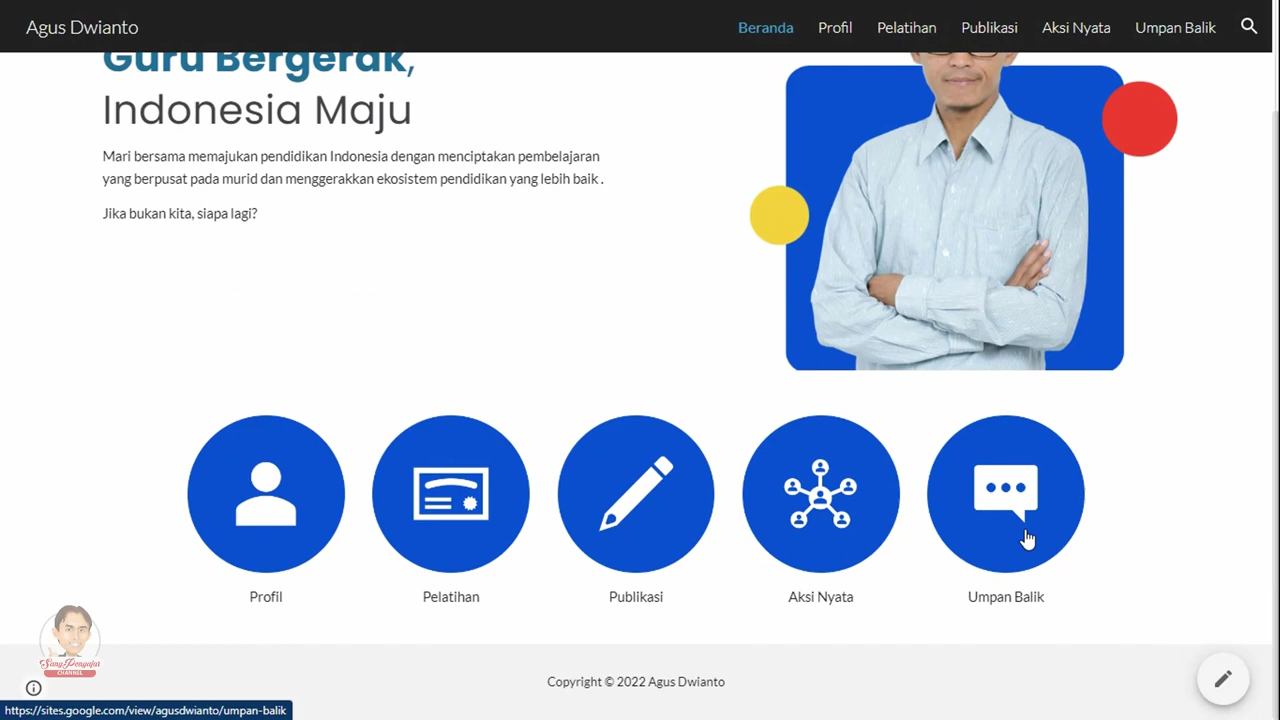 Agus Dwianto
Beranda
Profil
Pelatihan
Publikasi
Aksi Nyata
Umpan Balik
Guru Bergerak,
Indonesia Maju
Mari bersama memajukan pendidikan Indonesia dengan menciptakan pembelajaran
yang berpusat pada murid dan menggerakkan ekosistem pendidikan yang lebih baik .
Jika bukan kita, siapa lagi?
Profil
Pelatihan
Publikasi
Aksi Nyata
Umpan Balik
Sang Pengajar
CHANNEL
Copyright © 2022 Agus Dwianto
https://sites.google.com/view/agusdwianto/umpan-balik